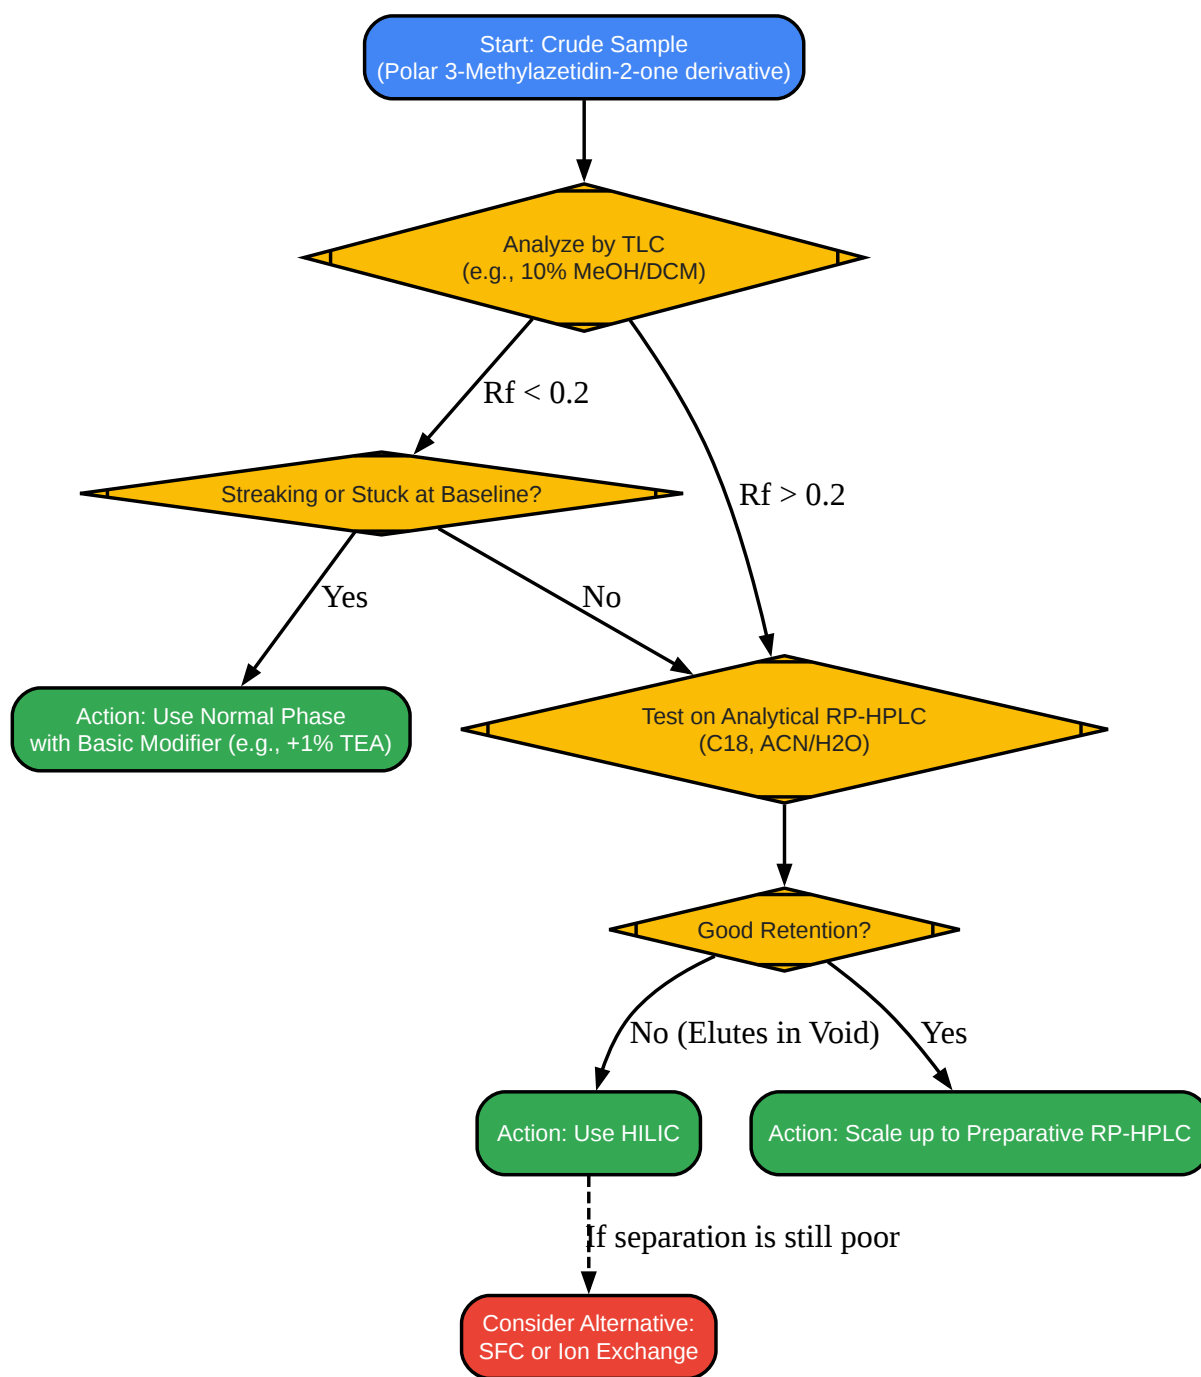 Start: Crude Sample
(Polar 3-Methylazetidin-2-one derivative)
Analyze by TLC
(e.g., 10% MeOH/DCM)
Rf < 0.2
Streaking or Stuck at Baseline?
Rf > 0.2
Yes
No
Action: Use Normal Phase
with Basic Modifier (e.g., +1% TEA)
Test on Analytical RP-HPLC
(C18, ACN/H2O)
Good Retention?
No (Elutes in Void)
Yes
Action: Use HILIC
Action: Scale up to Preparative RP-HPLC
If separation is still poor
Consider Alternative:
SFC or Ion Exchange